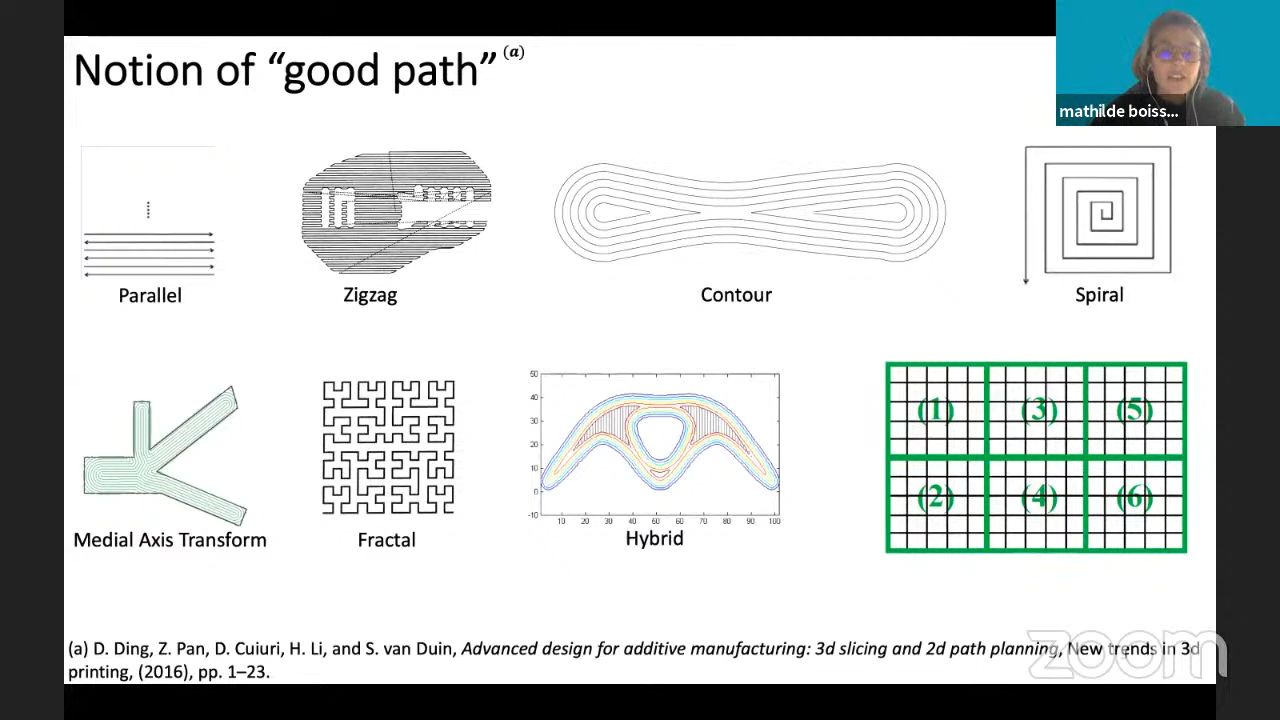 Notion of “good path” (a)
mathilde boiss...
Parallel
Zigzag
Contour
Spiral
50
40
30
20
10
0
-10
10 20 30 40 50 60 70 80 90 100
(1) (3) (5)
(2) (4) (6)
Medial Axis Transform
Fractal
Hybrid
(a) D. Ding, Z. Pan, D. Cuiuri, H. Li, and S. van Duin, Advanced design for additive manufacturing: 3d slicing and 2d path planning, New trends in 3d
printing, (2016), pp. 1–23.
zoom